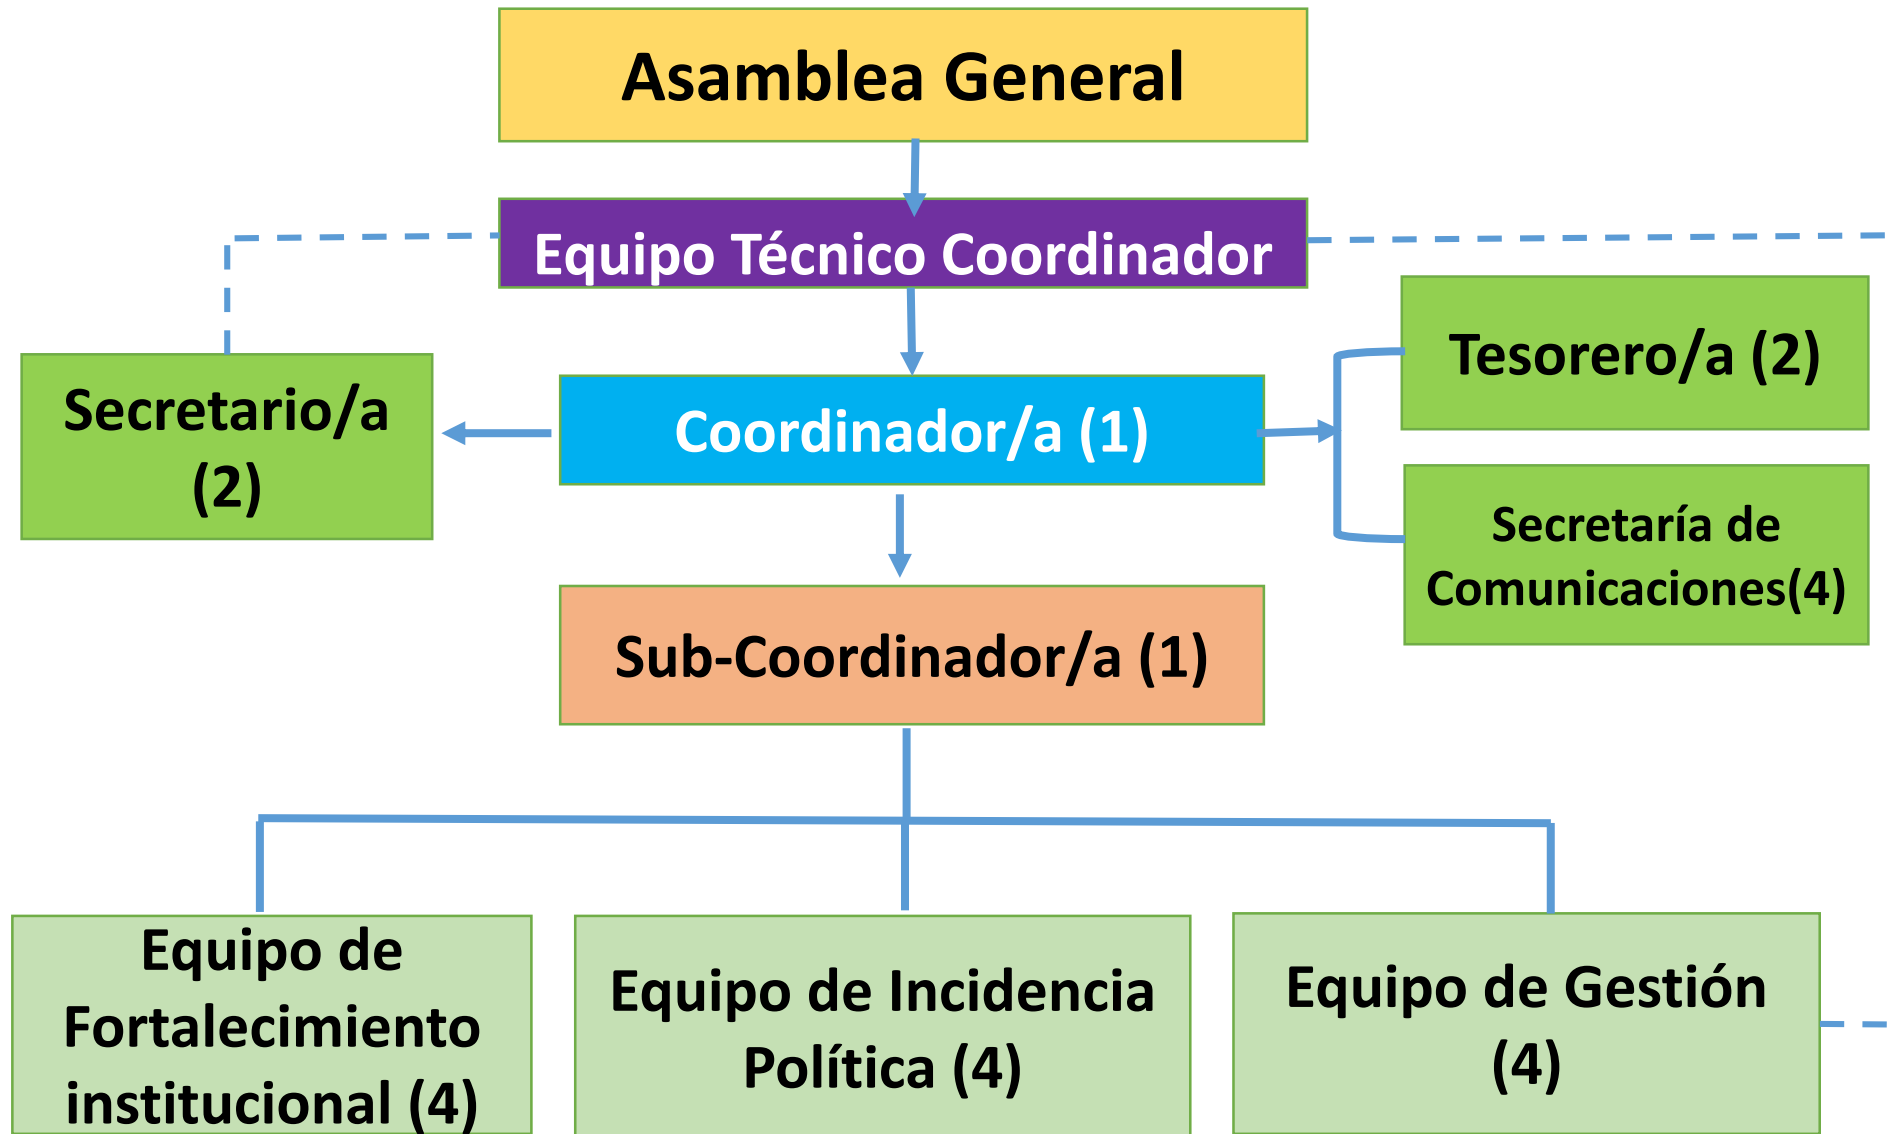 Asamblea General
Equipo Técnico Coordinador
Tesorero/a (2)
Secretario/a
(2)
Coordinador/a (1)
Secretaría de
Comunicaciones(4)
Sub-Coordinador/a (1)
Equipo de
Fortalecimiento
institucional (4)
Equipo de Incidencia
Política (4)
Equipo de Gestión
(4)